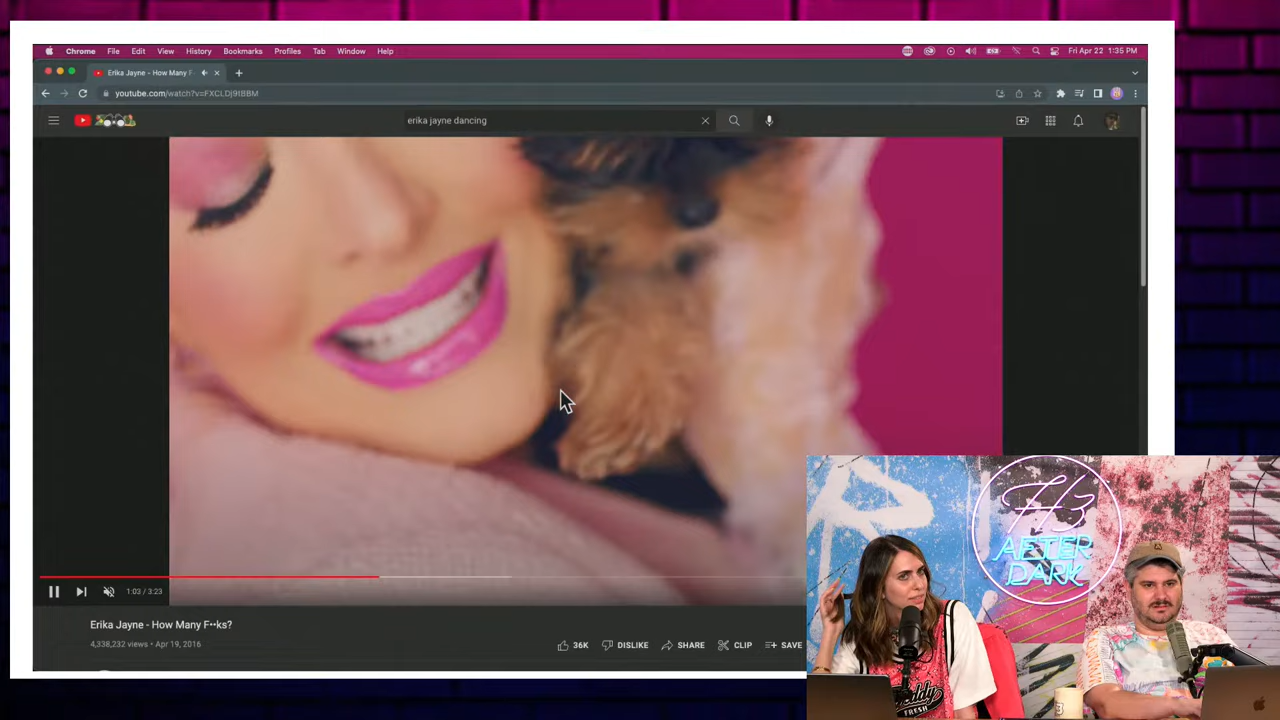 Chrome File Edit View History Bookmarks Profiles Tab Window Help Fri Apr 22 1:35 PM
Erika Jayne - How Many F
youtube.com/watch?v=FXCLDj9tBBM
erika jayne dancing
1:03 / 3:23
Erika Jayne - How Many F••ks?
4,338,232 views • Apr 19, 2016
36K DISLIKE SHARE CLIP SAVE
H3
AFTER
DARK
FRESH